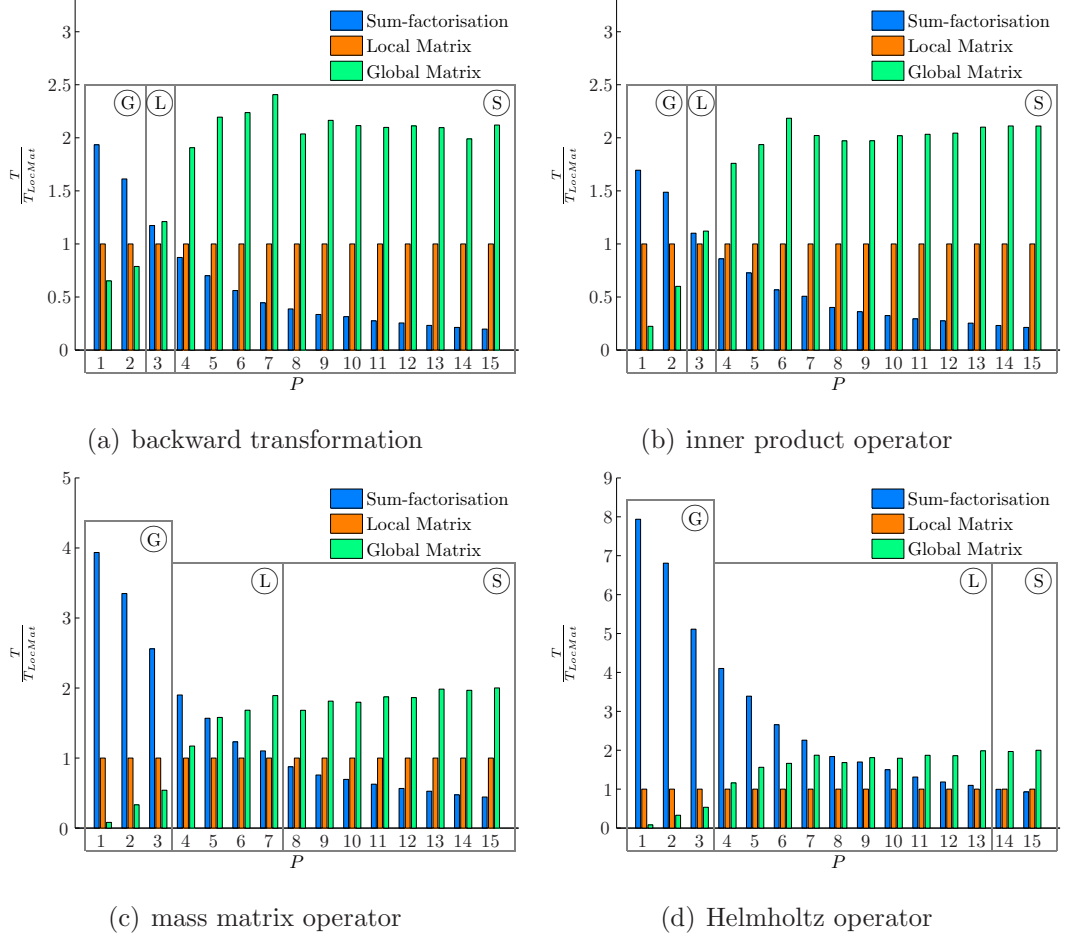 Sum-factorisation
Local Matrix
Global Matrix
3
2.5
2
1.5
1
0.5
0
T
T_LocMat
G
L
S
1 2 3 4 5 6 7 8 9 10 11 12 13 14 15
P
(a) backward transformation
Sum-factorisation
Local Matrix
Global Matrix
3
2.5
2
1.5
1
0.5
0
T
T_LocMat
G
L
S
1 2 3 4 5 6 7 8 9 10 11 12 13 14 15
P
(b) inner product operator
Sum-factorisation
Local Matrix
Global Matrix
5
4
3
2
1
0
T
T_LocMat
G
L
S
1 2 3 4 5 6 7 8 9 10 11 12 13 14 15
P
(c) mass matrix operator
Sum-factorisation
Local Matrix
Global Matrix
9
8
7
6
5
4
3
2
1
0
T
T_LocMat
G
L
S
1 2 3 4 5 6 7 8 9 10 11 12 13 14 15
P
(d) Helmholtz operator